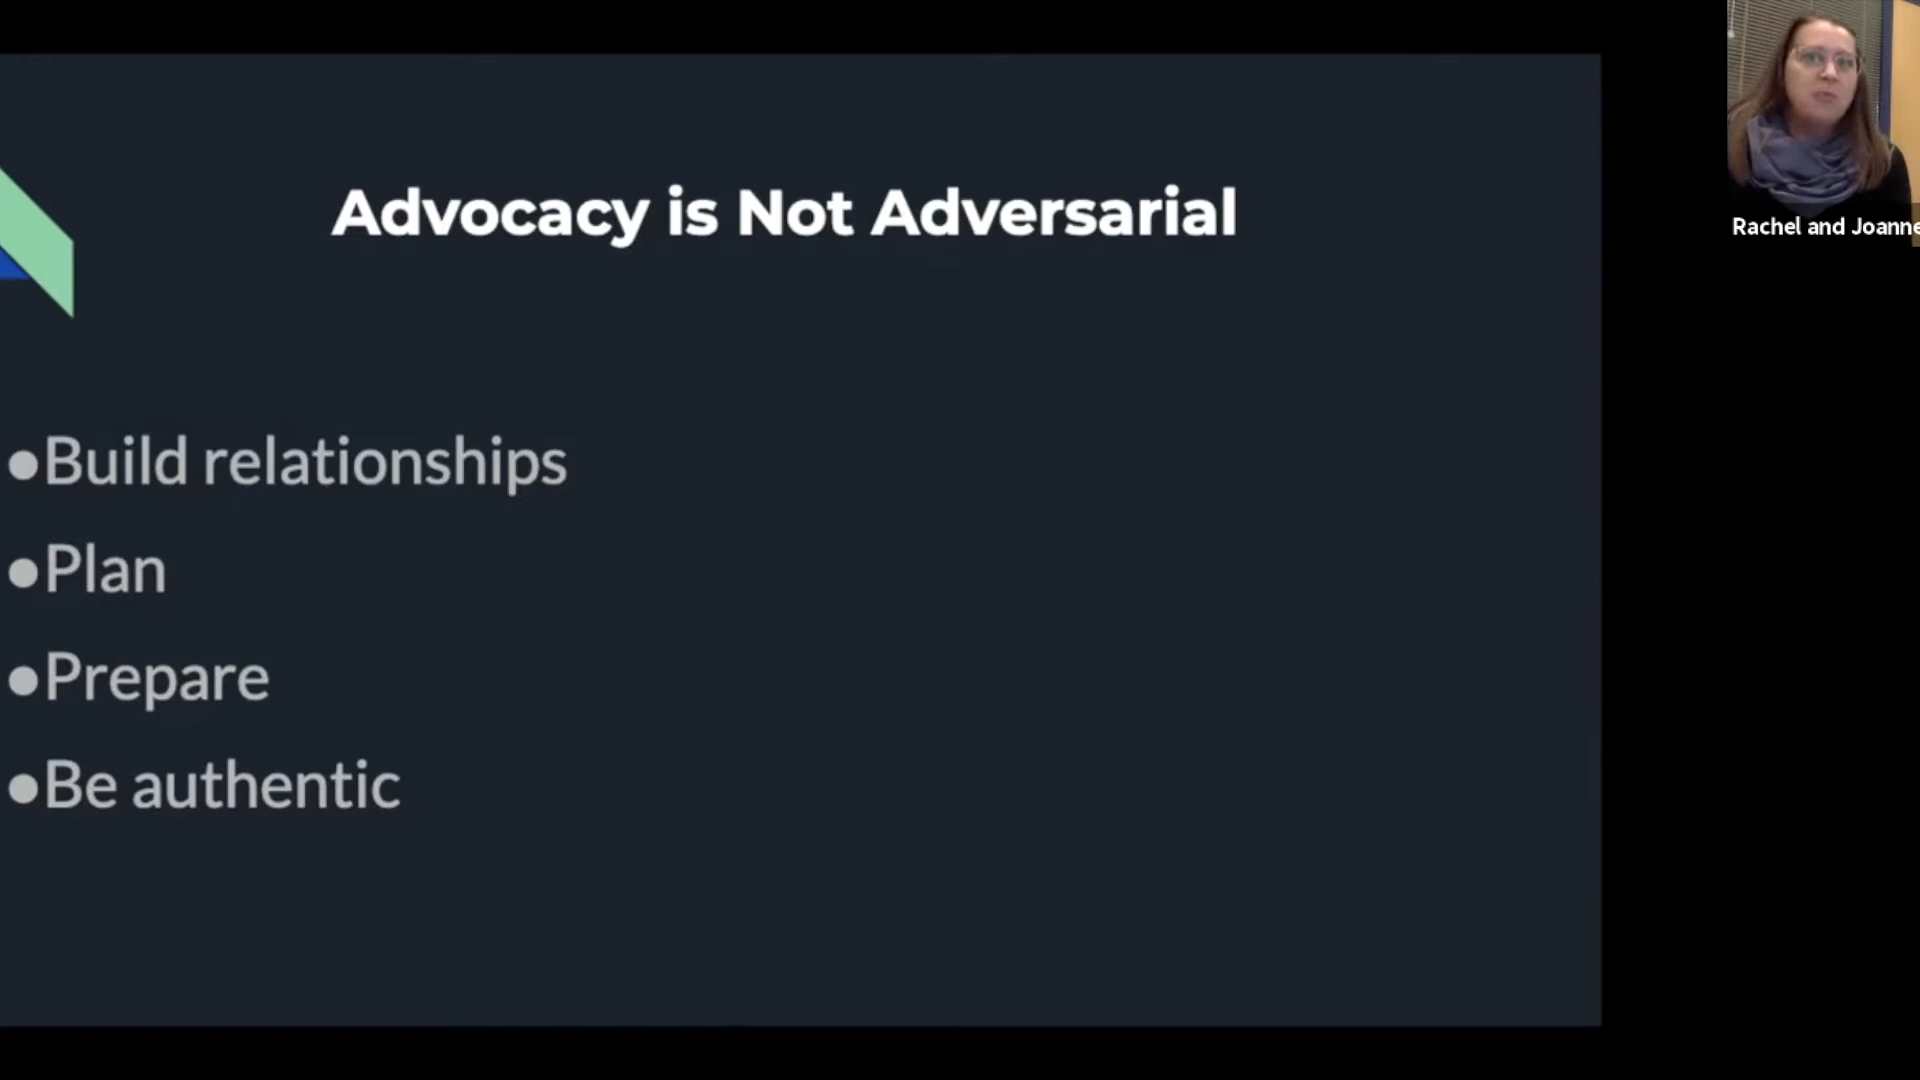 Advocacy is Not Adversarial
●Build relationships
●Plan
●Prepare
●Be authentic
Rachel and Joanne